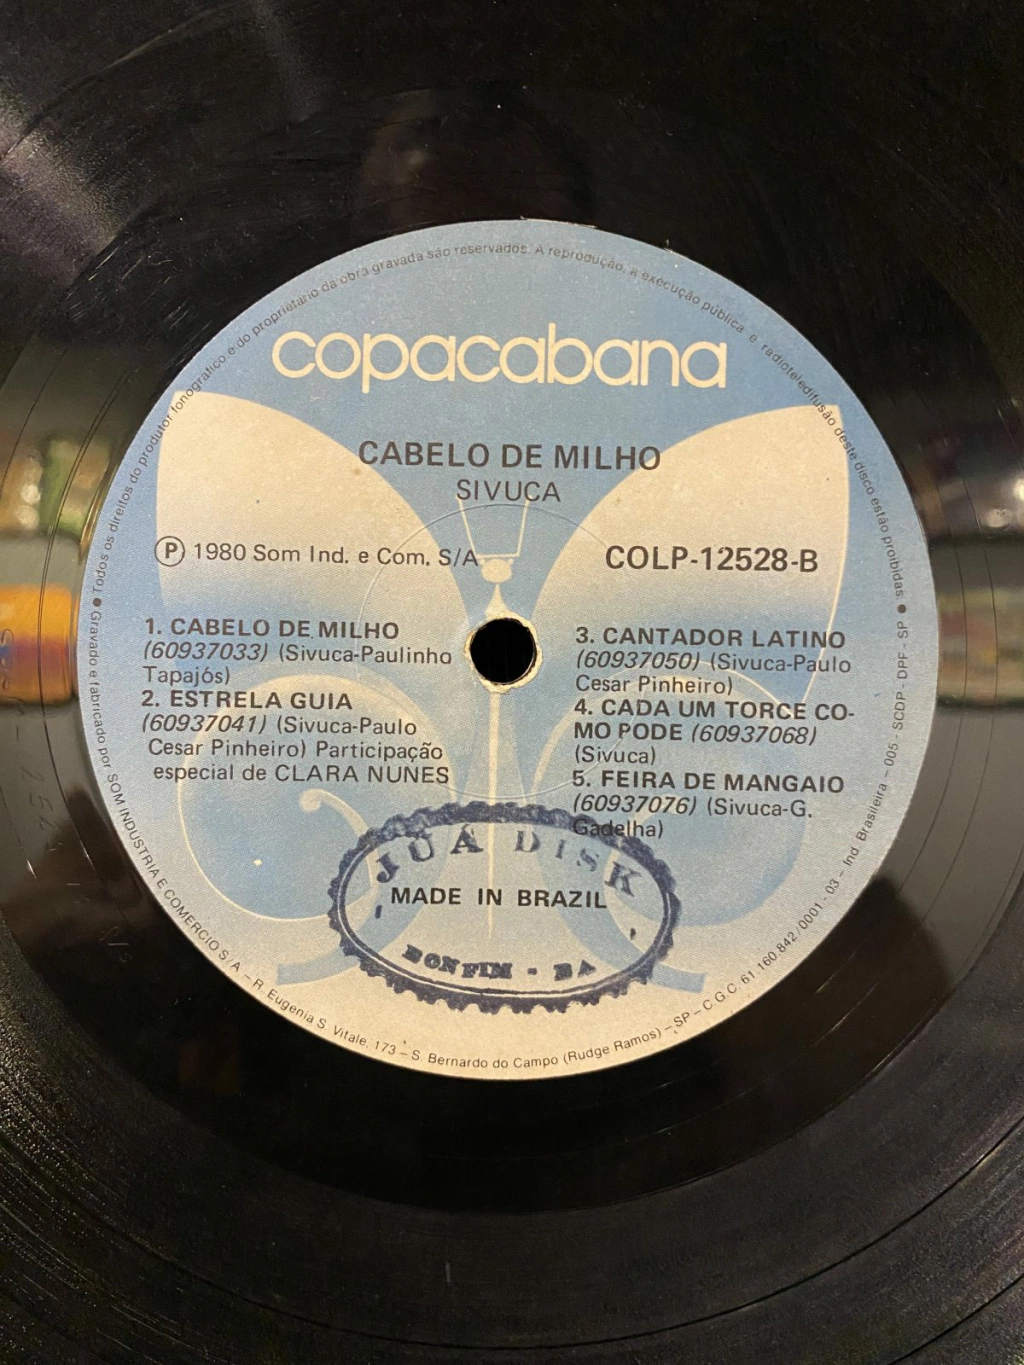 Todos os direitos do produtor fonográfico e do proprietário da obra gravada são reservados. A reprodução, a execução pública e radioteledifusão deste disco estão proibidas.
copacabana
CABELO DE MILHO
SIVUCA
Ⓟ 1980 Som Ind. e Com. S/A
COLP-12528-B
1. CABELO DE MILHO
(60937033) (Sivuca-Paulinho
Tapajós)
2. ESTRELA GUIA
(60937041) (Sivuca-Paulo
Cesar Pinheiro) Participação
especial de CLARA NUNES
3. CANTADOR LATINO
(60937050) (Sivuca-Paulo
Cesar Pinheiro)
4. CADA UM TORCE CO-
MO PODE (60937068)
(Sivuca)
5. FEIRA DE MANGAIO
(60937076) (Sivuca-G.
Gadelha)
JUÁ DISK
MADE IN BRAZIL
BONFIM - BA
Gravado e fabricado por SOM INDUSTRIA E COMERCIO S/A - R. Eugenia S. Vitale, 173 - S. Bernardo do Campo (Rudge Ramos) - SP - C.G.C. 61.160.842/0001-03 - Ind. Brasileira - 005 - SCDP - DPF - SP